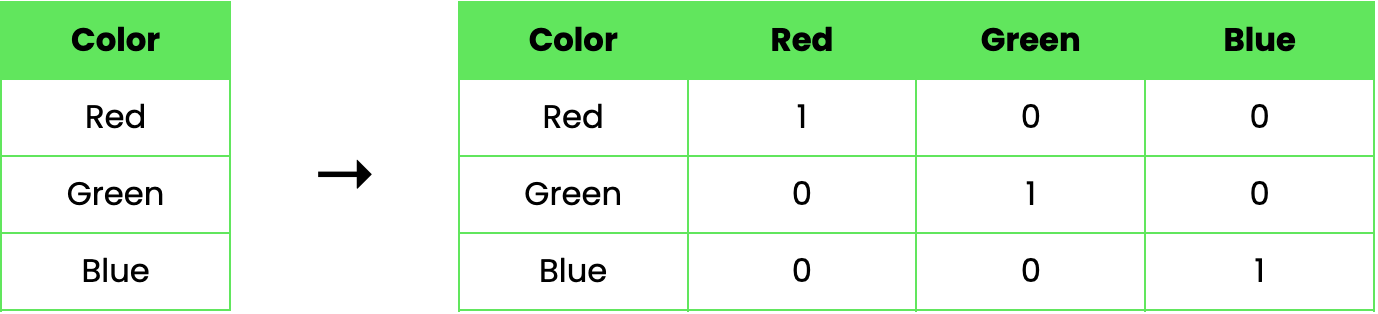 Color
Red
Green
Blue
Color Red Green Blue
Red 1 0 0
Green 0 1 0
Blue 0 0 1